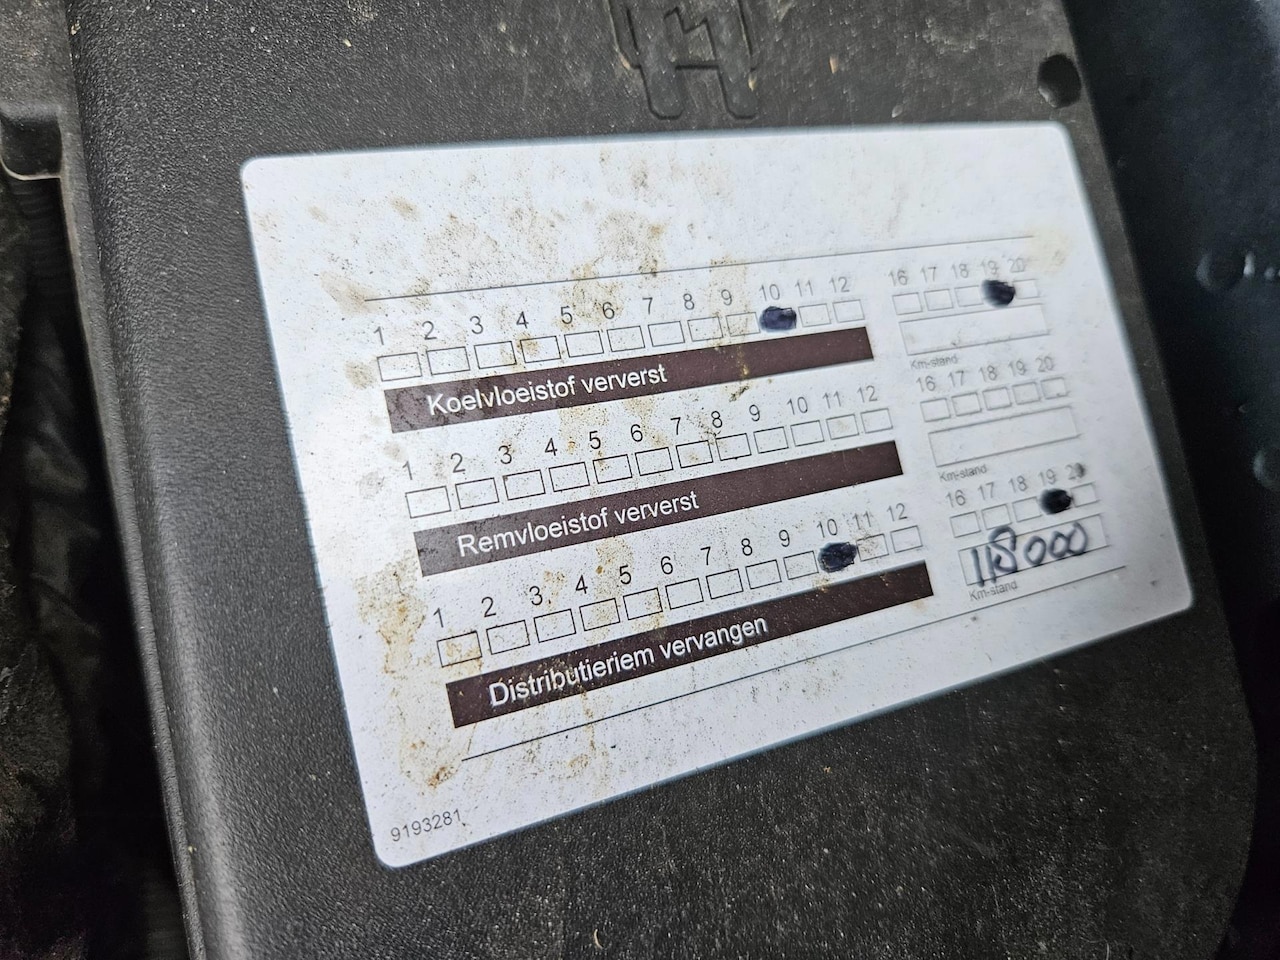 1 2 3 4 5 6 7 8 9 10 11 12 16 17 18 19 20
Koelvloeistof ververst Km-stand
1 2 3 4 5 6 7 8 9 10 11 12 16 17 18 19 20
Remvloeistof ververst Km-stand
1 2 3 4 5 6 7 8 9 10 11 12 16 17 18 19 20
118000
Distributieriem vervangen Km-stand
9193281